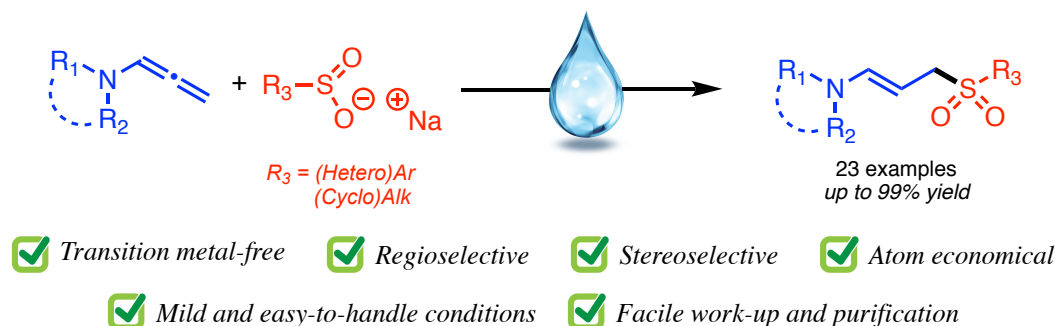 R1 N R2 + R3 S O O ⊖ ⊕ Na R1 N R2 S R3 O O
R3 = (Hetero)Ar
(Cyclo)Alk
23 examples
up to 99% yield
Transition metal-free Regioselective Stereoselective Atom economical
Mild and easy-to-handle conditions Facile work-up and purification